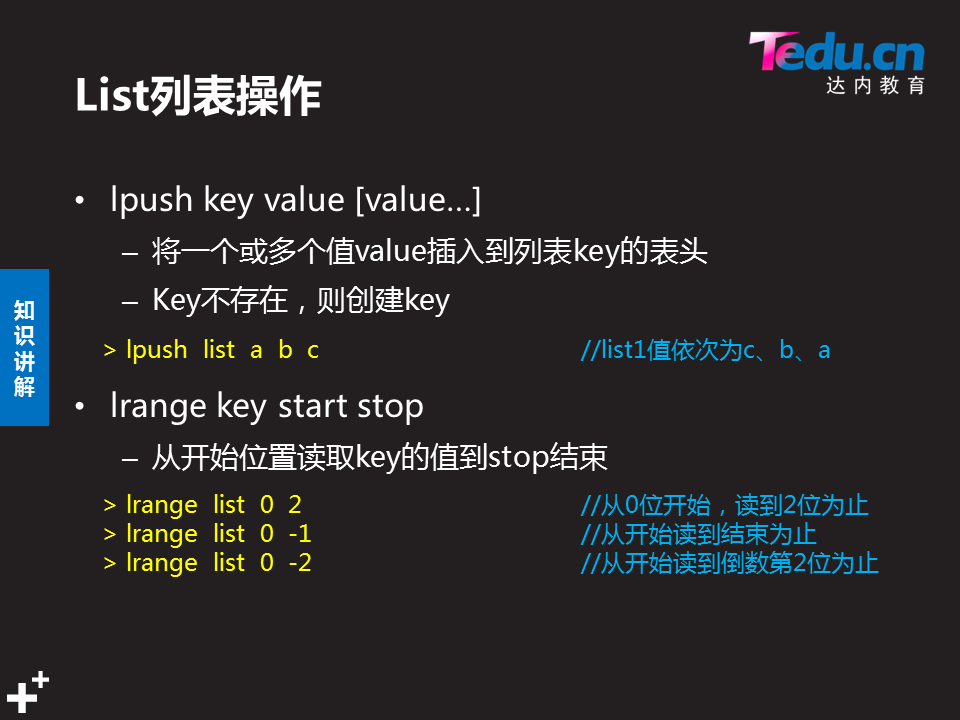 Tedu.cn
达内教育
List列表操作
• lpush key value [value…]
– 将一个或多个值value插入到列表key的表头
– Key不存在，则创建key
> lpush list a b c //list1值依次为c、b、a
• lrange key start stop
– 从开始位置读取key的值到stop结束
> lrange list 0 2 //从0位开始，读到2位为止
> lrange list 0 -1 //从开始读到结束为止
> lrange list 0 -2 //从开始读到倒数第2位为止
知识讲解